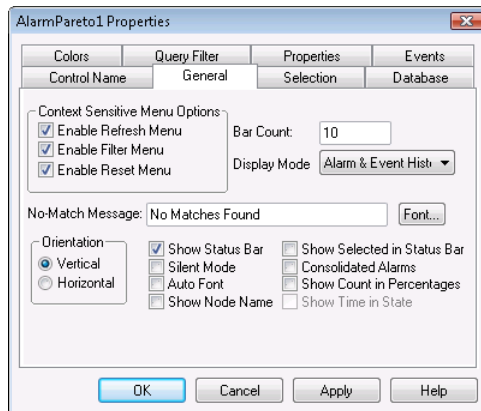 AlarmPareto1 Properties
Colors Query Filter Properties Events
Control Name General Selection Database
Context Sensitive Menu Options
Enable Refresh Menu
Enable Filter Menu
Enable Reset Menu
Bar Count: 10
Display Mode Alarm & Event Histo
No-Match Message: No Matches Found Font...
Orientation
Vertical
Horizontal
Show Status Bar
Silent Mode
Auto Font
Show Node Name
Show Selected in Status Bar
Consolidated Alarms
Show Count in Percentages
Show Time in State
OK Cancel Apply Help